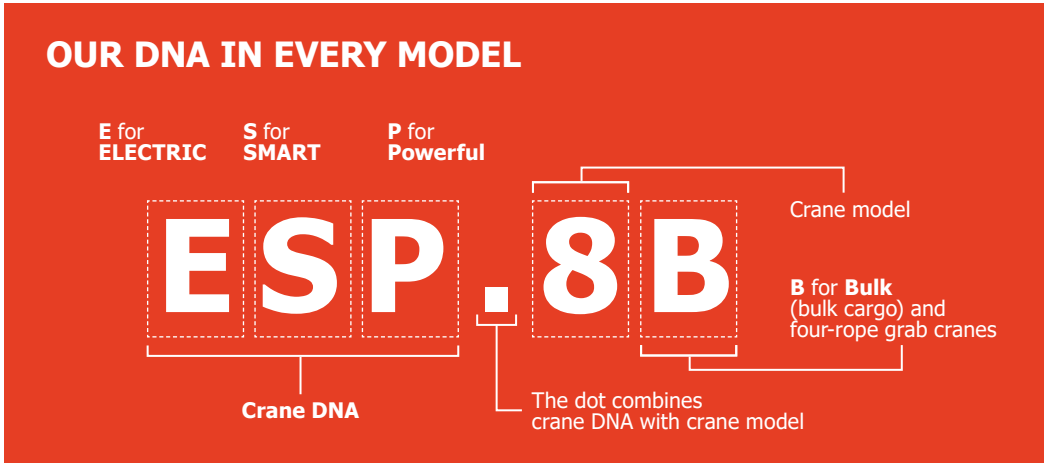 OUR DNA IN EVERY MODEL
E for
ELECTRIC
S for
SMART
P for
Powerful
ESP.8B
Crane model
B for Bulk
(bulk cargo) and
four-rope grab cranes
Crane DNA
The dot combines
crane DNA with crane model